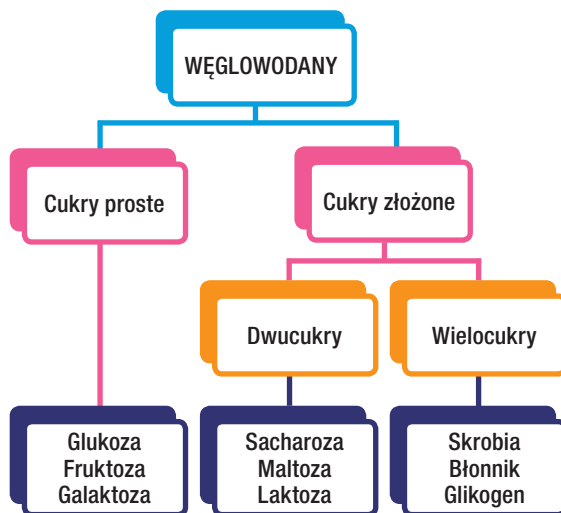 WĘGLOWODANY
Cukry proste
Cukry złożone
Dwucukry
Wielocukry
Glukoza
Fruktoza
Galaktoza
Sacharoza
Maltoza
Laktoza
Skrobia
Błonnik
Glikogen